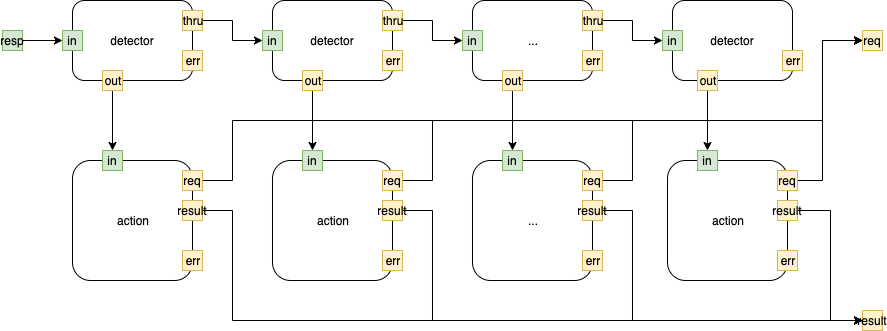 thru
thru
thru
resp
in
detector
in
detector
in
...
in
detector
req
err
err
err
err
out
out
out
out
in
in
in
in
req
req
req
req
result
result
result
result
action
action
...
action
err
err
err
err
result